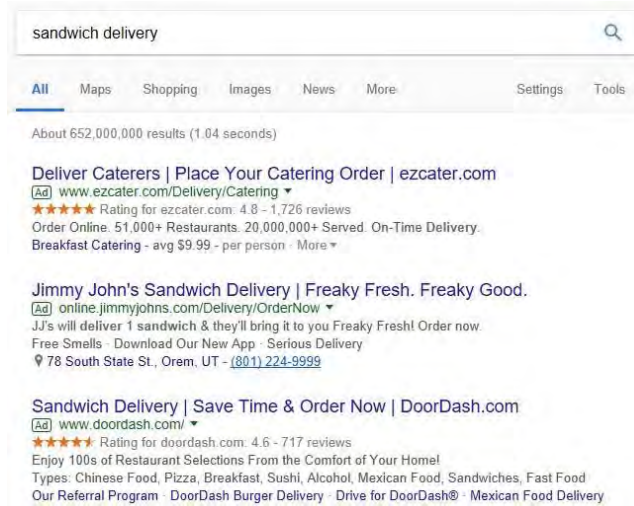 sandwich delivery
All Maps Shopping Images News More Settings Tools
About 652,000,000 results (1.04 seconds)
Deliver Caterers | Place Your Catering Order | ezcater.com
Ad www.ezcater.com/Delivery/Catering
Rating for ezcater.com: 4.8 - 1,726 reviews
Order Online. 51,000+ Restaurants. 20,000,000+ Served. On-Time Delivery.
Breakfast Catering - avg $9.99 - per person · More
Jimmy John's Sandwich Delivery | Freaky Fresh. Freaky Good.
Ad online.jimmyjohns.com/Delivery/OrderNow
JJ's will deliver 1 sandwich & they'll bring it to you Freaky Fresh! Order now.
Free Smells · Download Our New App · Serious Delivery
78 South State St., Orem, UT - (801) 224-9999
Sandwich Delivery | Save Time & Order Now | DoorDash.com
Ad www.doordash.com/
Rating for doordash.com: 4.6 - 717 reviews
Enjoy 100s of Restaurant Selections From the Comfort of Your Home!
Types: Chinese Food, Pizza, Breakfast, Sushi, Alcohol, Mexican Food, Sandwiches, Fast Food
Our Referral Program · DoorDash Burger Delivery · Drive for DoorDash® · Mexican Food Delivery